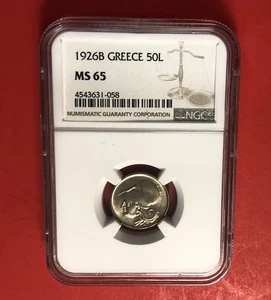 1926B GREECE 50L
MS 65
4543631-058
NUMISMATIC GUARANTY CORPORATION
NGC